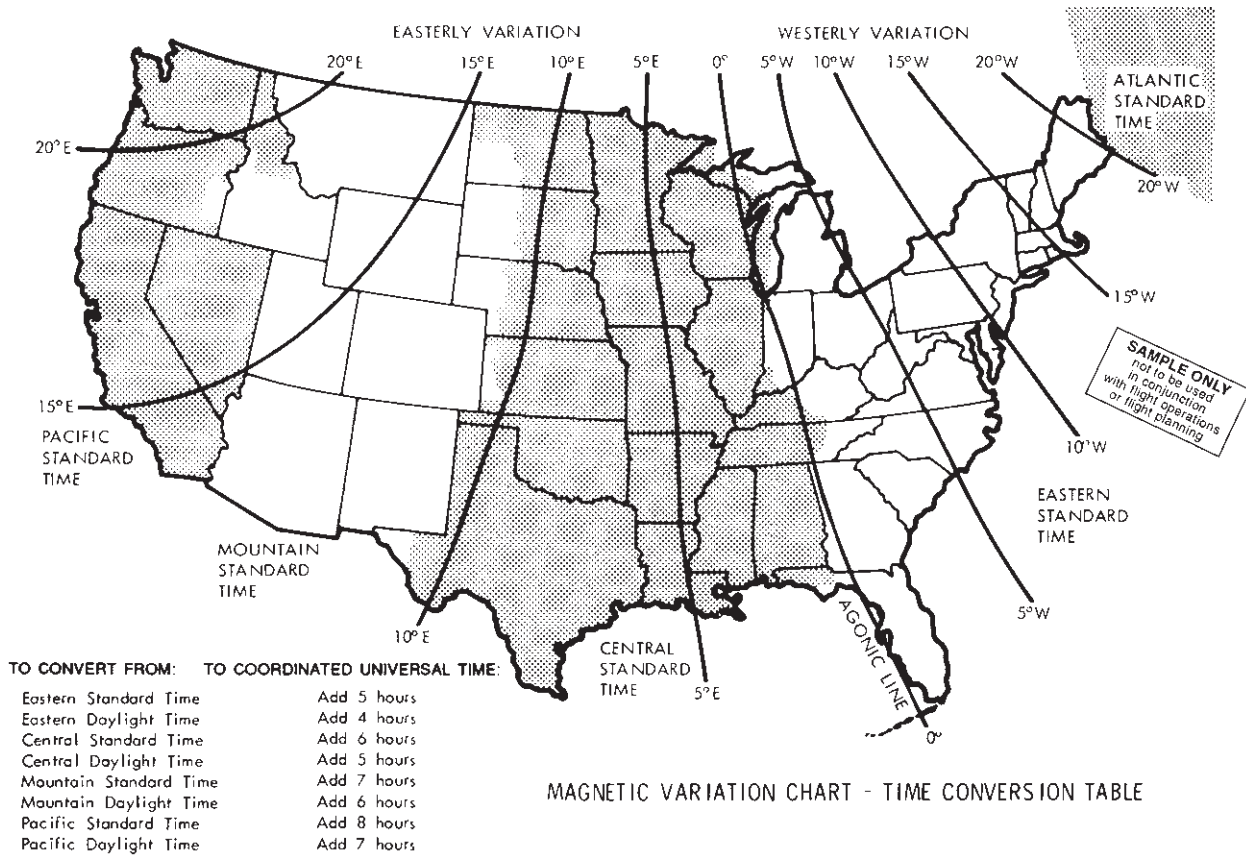 EASTERLY VARIATION
WESTERLY VARIATION
20°E
15°E
10°E
5°E
0°
5°W
10°W
15°W
20°W
ATLANTIC
STANDARD
TIME
20°E
20°W
15°W
SAMPLE ONLY
not to be used
in conjunction
with flight operations
or flight planning
15°E
PACIFIC
STANDARD
TIME
10°W
EASTERN
STANDARD
TIME
MOUNTAIN
STANDARD
TIME
5°W
10°E
AGONIC LINE
CENTRAL
STANDARD
TIME
5°E
0°
TO CONVERT FROM: TO COORDINATED UNIVERSAL TIME:
Eastern Standard Time Add 5 hours
Eastern Daylight Time Add 4 hours
Central Standard Time Add 6 hours
Central Daylight Time Add 5 hours
Mountain Standard Time Add 7 hours
Mountain Daylight Time Add 6 hours
Pacific Standard Time Add 8 hours
Pacific Daylight Time Add 7 hours
MAGNETIC VARIATION CHART - TIME CONVERSION TABLE